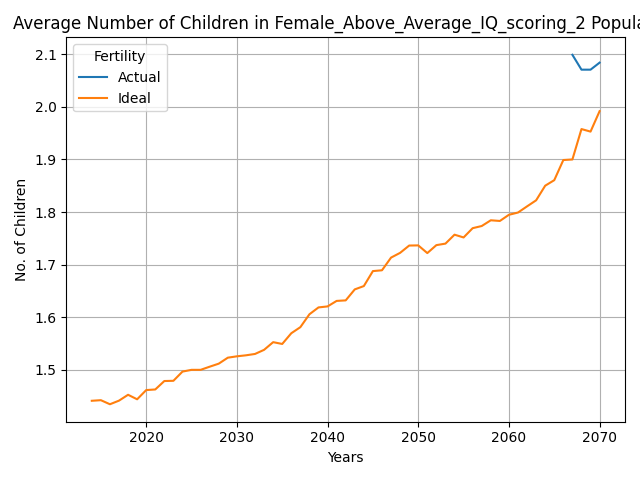 Average Number of Children in Female_Above_Average_IQ_scoring_2 Popula
Fertility
Actual
Ideal
No. of Children
2.1
2.0
1.9
1.8
1.7
1.6
1.5
2020 2030 2040 2050 2060 2070
Years